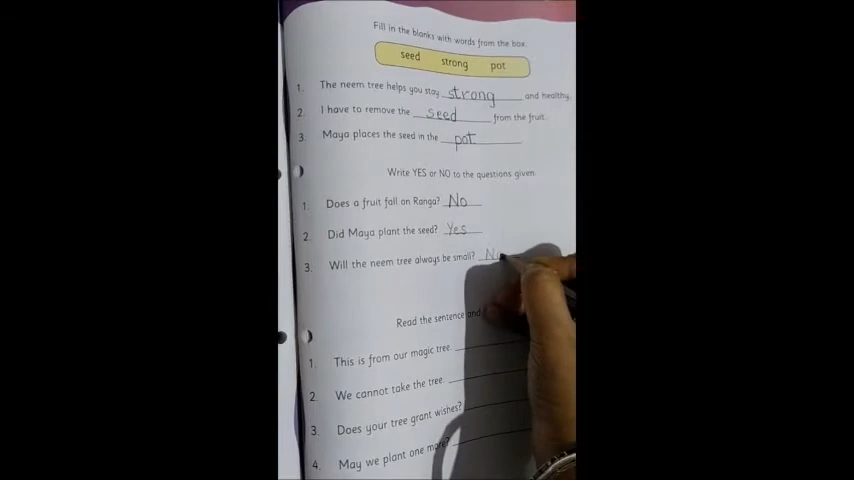 Fill in the blanks with words from the box.
seed strong pot
1. The neem tree helps you stay strong and healthy.
2. I have to remove the seed from the fruit.
3. Maya places the seed in the pot
Write YES or NO to the questions given
1. Does a fruit fall on Ranga? No
2. Did Maya plant the seed? Yes
3. Will the neem tree always be small? No
Read the sentence and
1. This is from our magic tree.
2. We cannot take the tree.
3. Does your tree grant wishes?
4. May we plant one more?